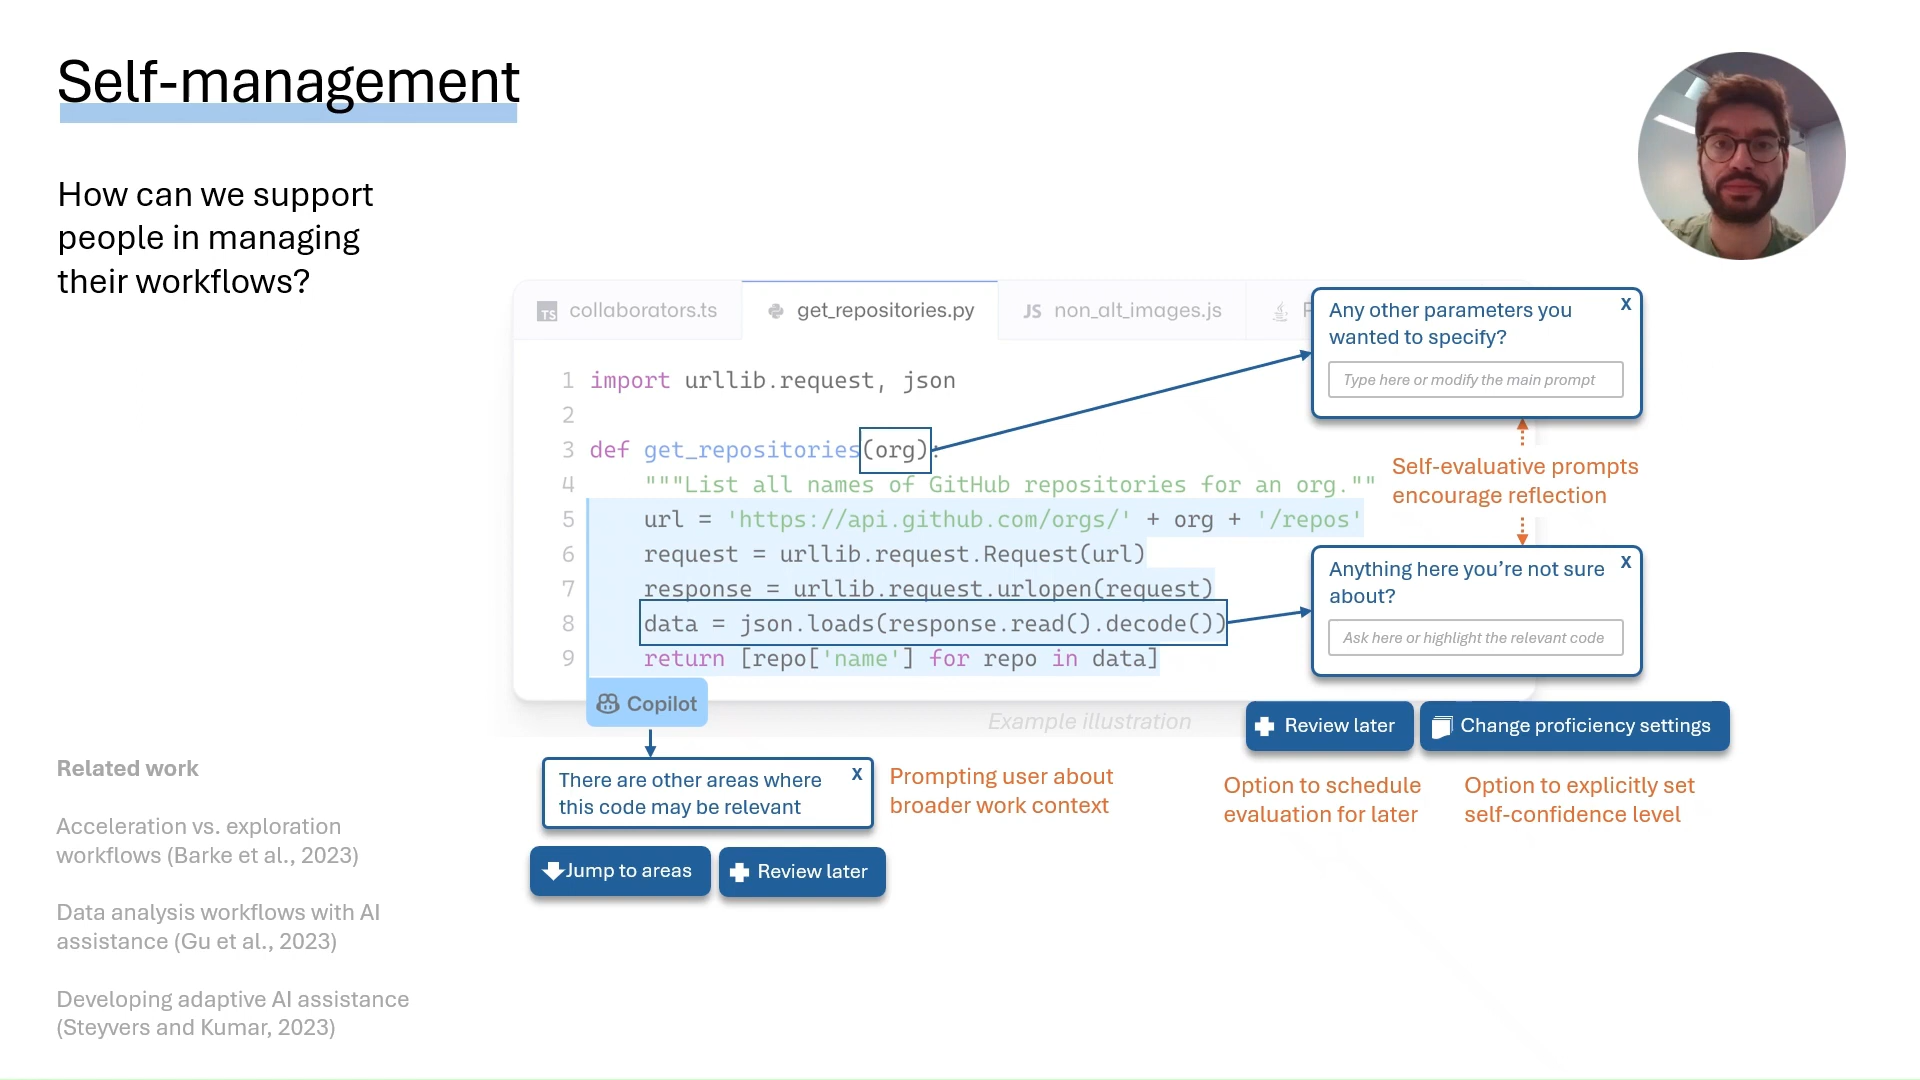 Self-management
How can we support
people in managing
their workflows?
TS collaborators.ts
get_repositories.py
JS non_alt_images.js
Any other parameters you
wanted to specify?
X
Type here or modify the main prompt
1 import urllib.request, json
2
3 def get_repositories(org):
4 """List all names of GitHub repositories for an org.""
5 url = 'https://api.github.com/orgs/' + org + '/repos'
6 request = urllib.request.Request(url)
7 response = urllib.request.urlopen(request)
8 data = json.loads(response.read().decode())
9 return [repo['name'] for repo in data]
Self-evaluative prompts
encourage reflection
Anything here you're not sure
about?
X
Ask here or highlight the relevant code
Copilot
Example illustration
Review later
Change proficiency settings
There are other areas where
this code may be relevant
X
Prompting user about
broader work context
Option to schedule
evaluation for later
Option to explicitly set
self-confidence level
Jump to areas
Review later
Related work
Acceleration vs. exploration
workflows (Barke et al., 2023)
Data analysis workflows with AI
assistance (Gu et al., 2023)
Developing adaptive AI assistance
(Steyvers and Kumar, 2023)